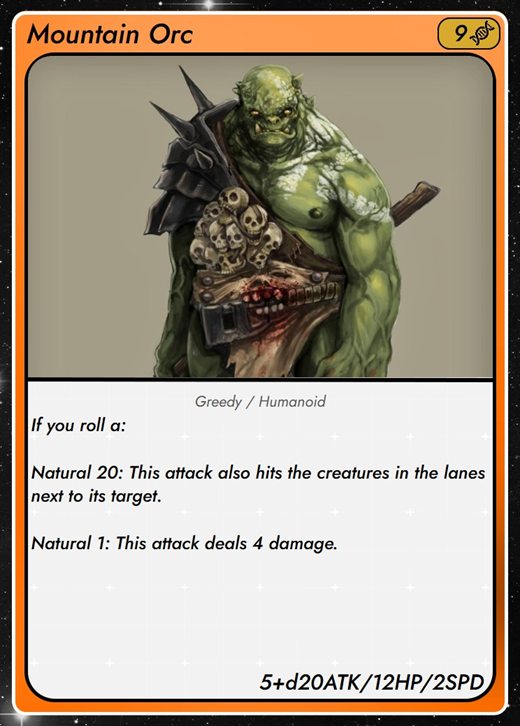 Mountain Orc
9
Greedy / Humanoid
If you roll a:
Natural 20: This attack also hits the creatures in the lanes
next to its target.
Natural 1: This attack deals 4 damage.
5+d20ATK/12HP/2SPD